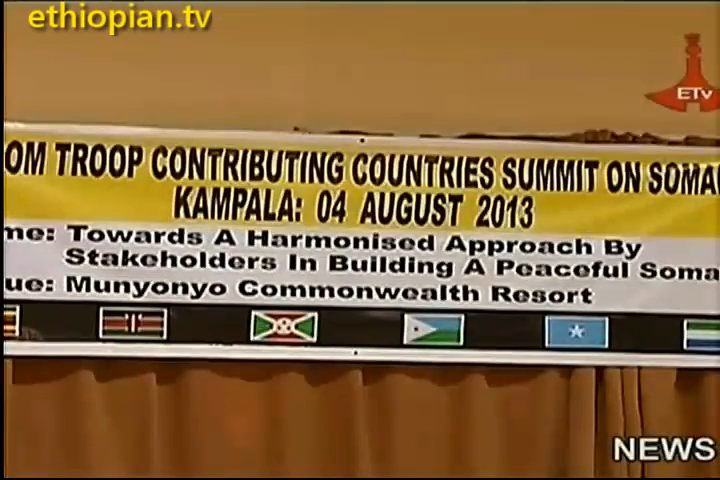 ethiopian.tv
ETV
OM TROOP CONTRIBUTING COUNTRIES SUMMIT ON SOMA
KAMPALA: 04 AUGUST 2013
me: Towards A Harmonised Approach By
Stakeholders In Building A Peaceful Soma
ue: Munyonyo Commonwealth Resort
NEWS